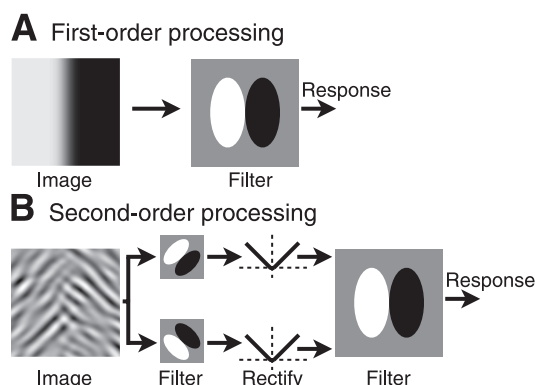 A First-order processing
Response
Image Filter
B Second-order processing
Response
Image Filter Rectify Filter